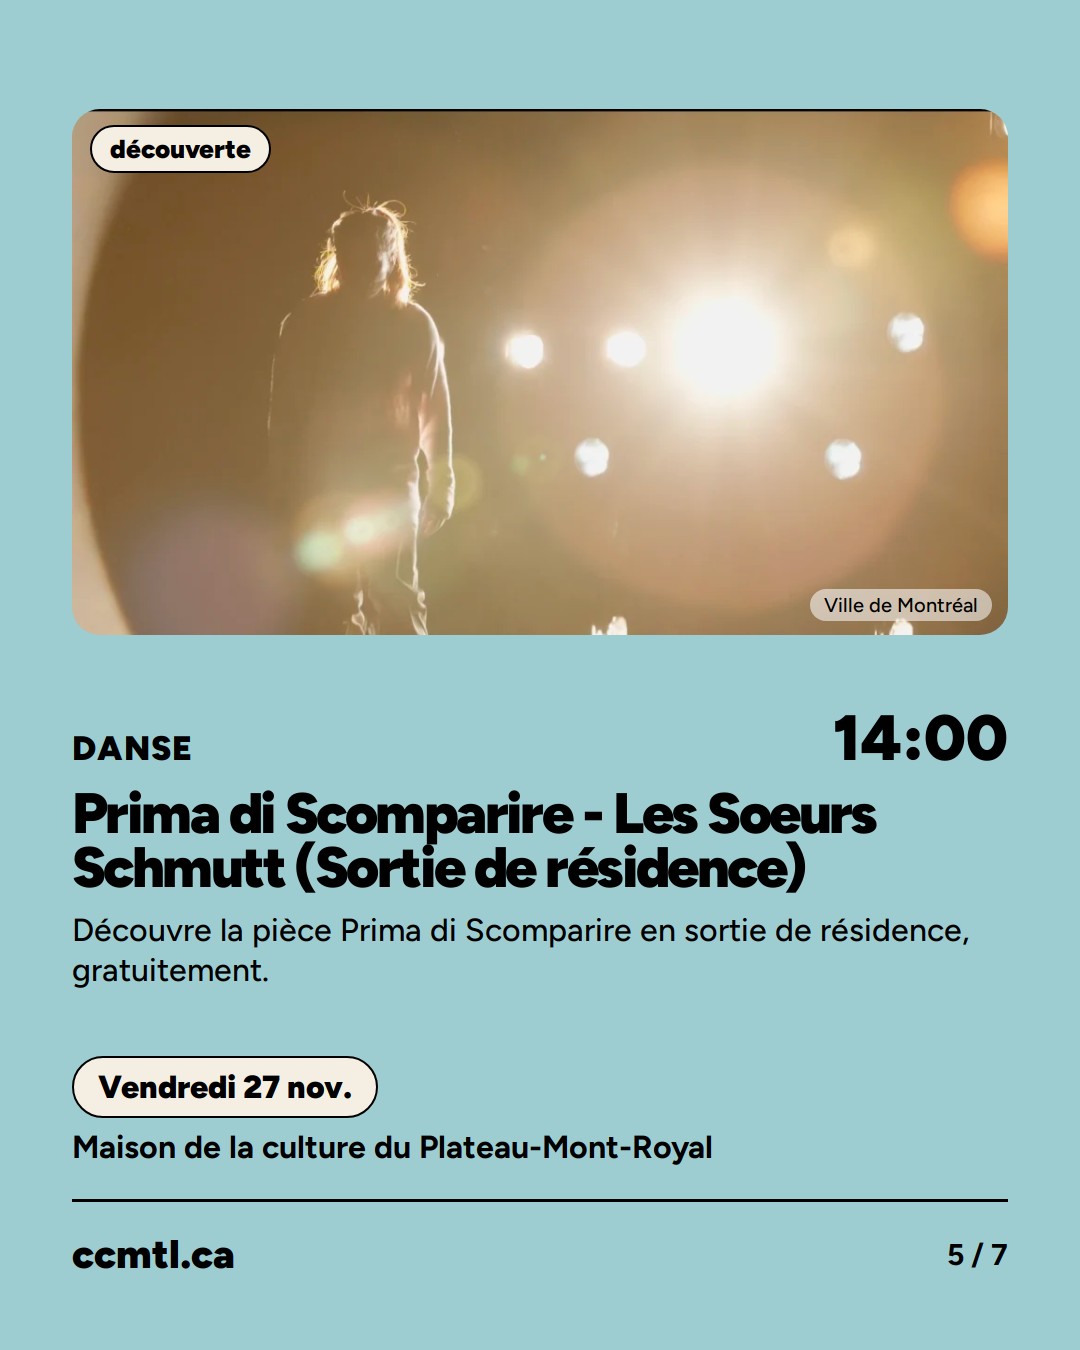 découverte
Ville de Montréal
DANSE
14:00
Prima di Scomparire - Les Soeurs
Schmutt (Sortie de résidence)
Découvre la pièce Prima di Scomparire en sortie de résidence,
gratuitement.
Vendredi 27 nov.
Maison de la culture du Plateau-Mont-Royal
ccmtl.ca
5 / 7